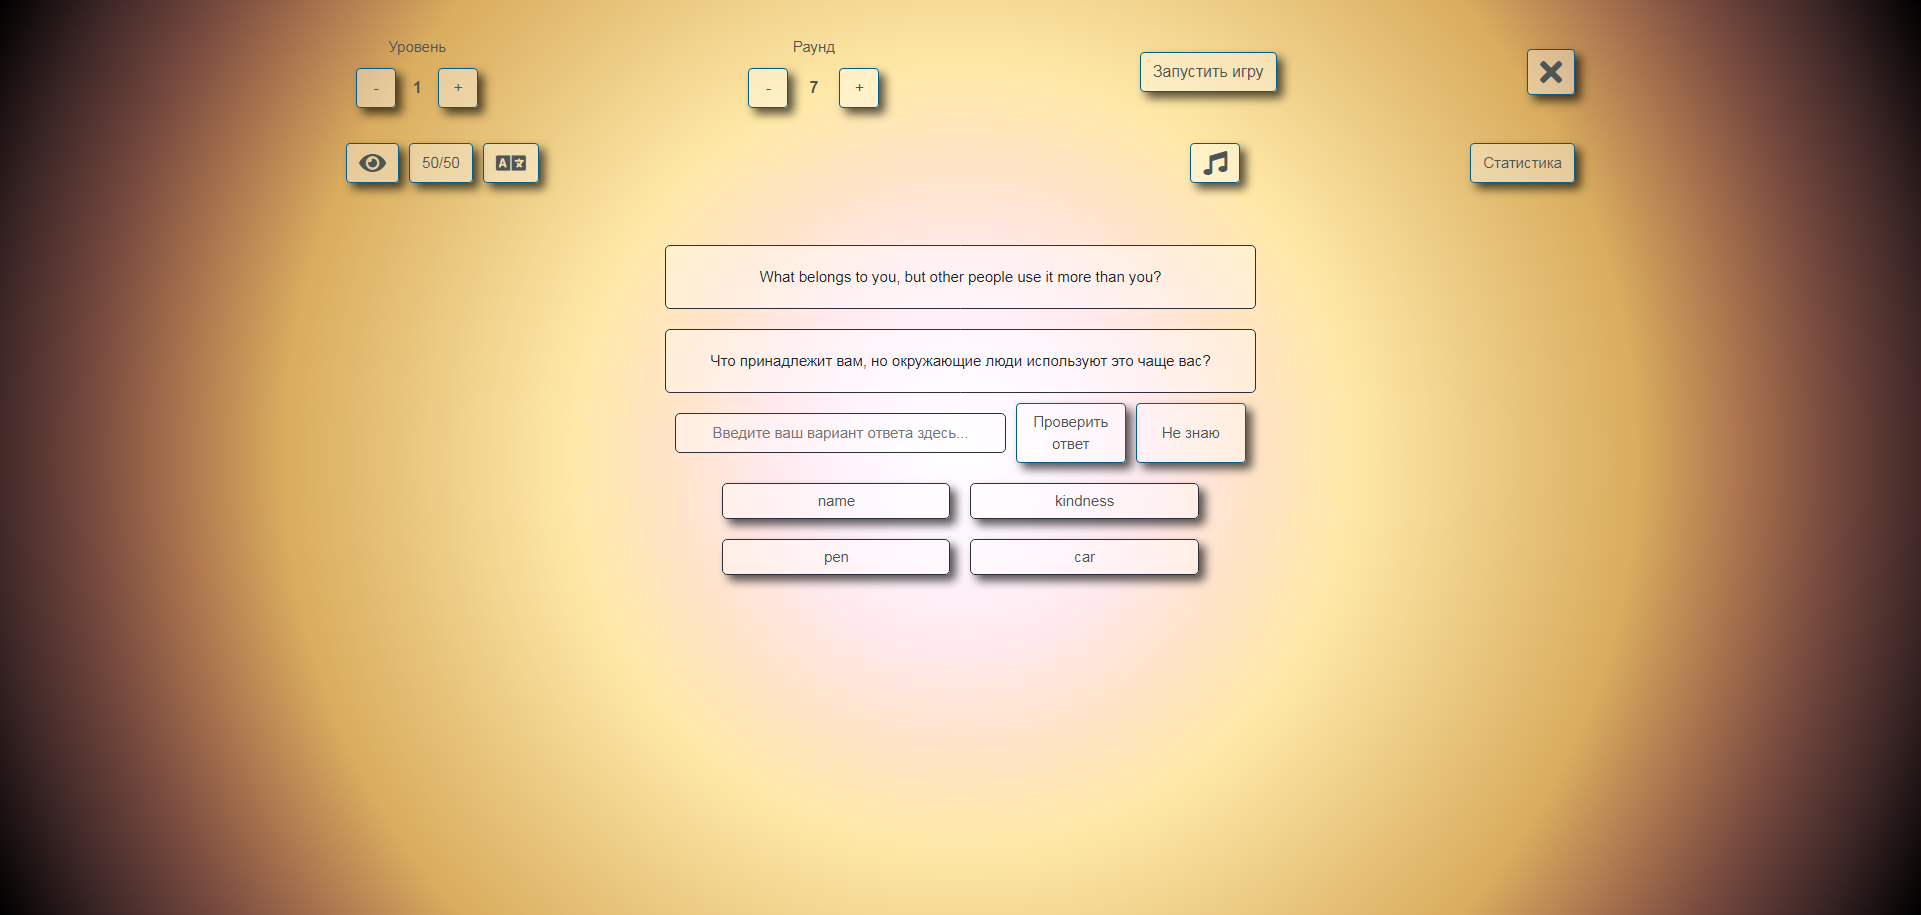 Уровень
- 1 +
Раунд
- 7 +
Запустить игру
50/50
A
Статистика
What belongs to you, but other people use it more than you?
Что принадлежит вам, но окружающие люди используют это чаще вас?
Введите ваш вариант ответа здесь...
Проверить
ответ
Не знаю
name
kindness
pen
car